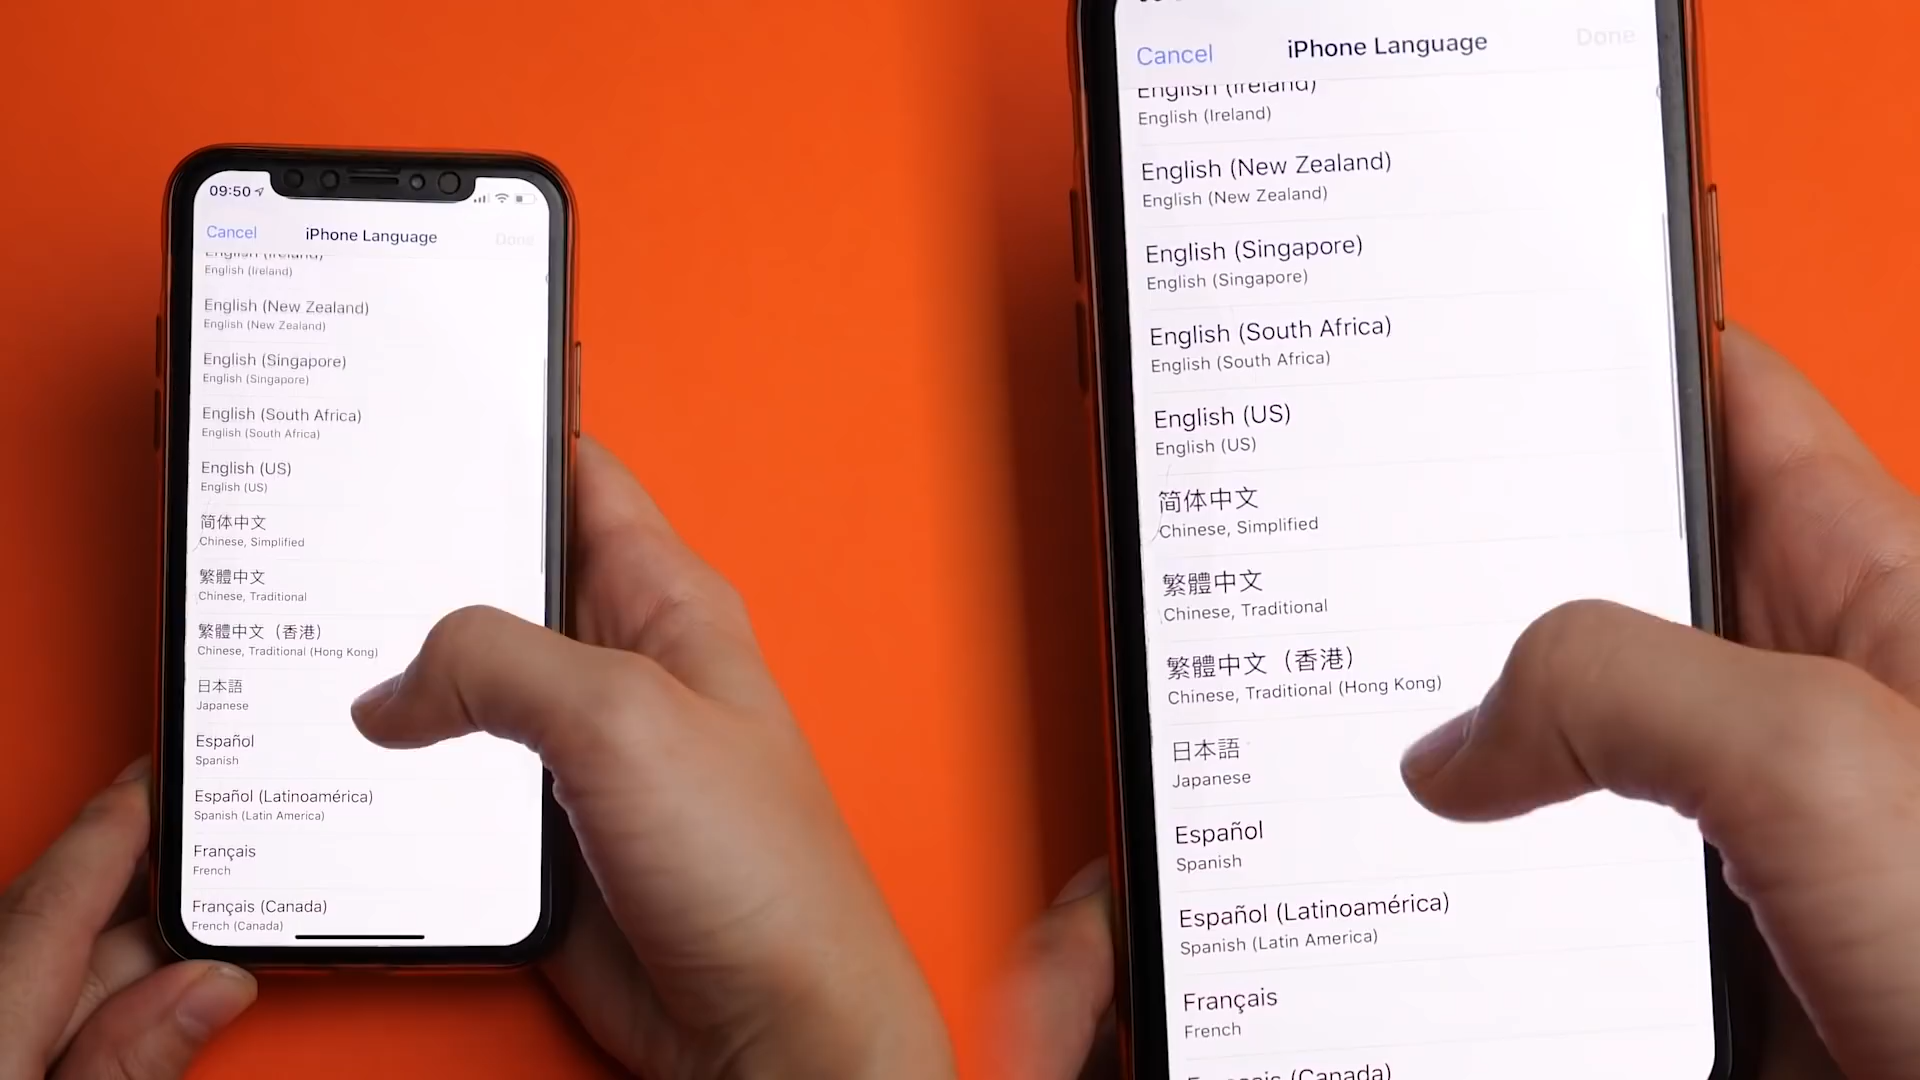 09:50
Cancel iPhone Language Done
English (Ireland)
English (Ireland)
English (New Zealand)
English (New Zealand)
English (Singapore)
English (Singapore)
English (South Africa)
English (South Africa)
English (US)
English (US)
简体中文
Chinese, Simplified
繁體中文
Chinese, Traditional
繁體中文（香港）
Chinese, Traditional (Hong Kong)
日本語
Japanese
Español
Spanish
Español (Latinoamérica)
Spanish (Latin America)
Français
French
Français (Canada)
French (Canada)
Cancel iPhone Language Done
English (Ireland)
English (Ireland)
English (New Zealand)
English (New Zealand)
English (Singapore)
English (Singapore)
English (South Africa)
English (South Africa)
English (US)
English (US)
简体中文
Chinese, Simplified
繁體中文
Chinese, Traditional
繁體中文（香港）
Chinese, Traditional (Hong Kong)
日本語
Japanese
Español
Spanish
Español (Latinoamérica)
Spanish (Latin America)
Français
French
Français (Canada)